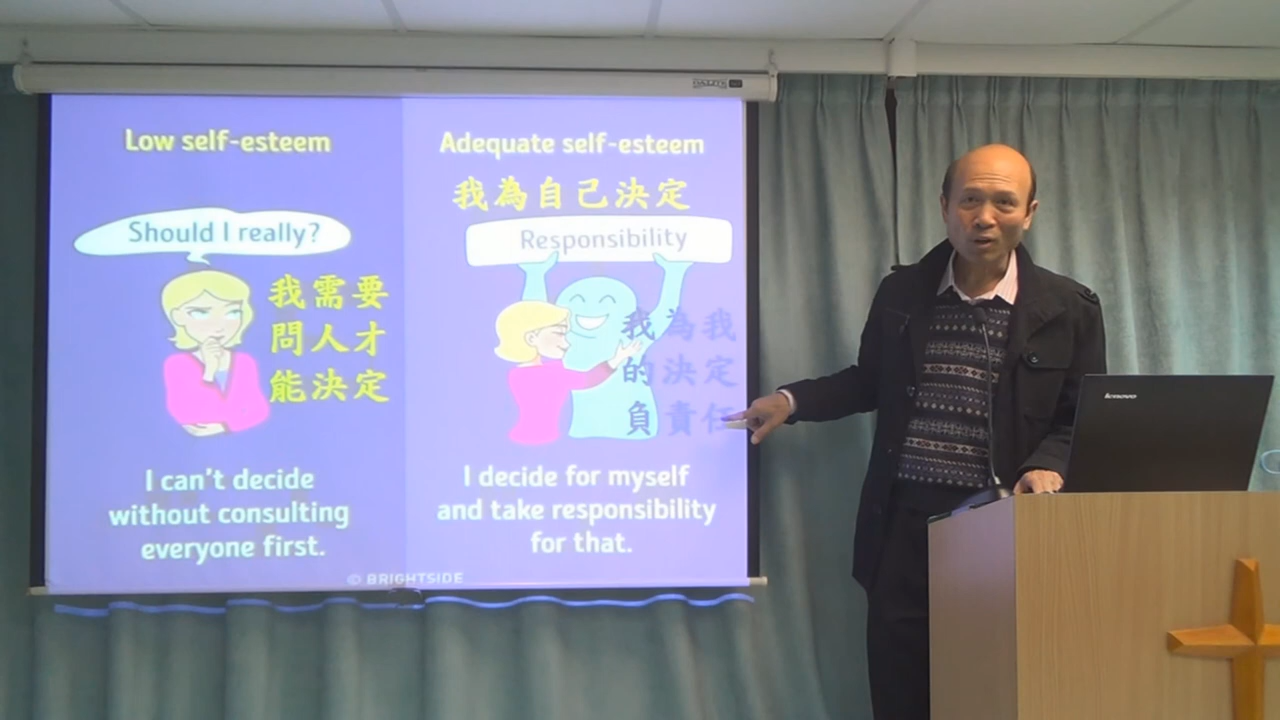 Low self-esteem
Should I really?
我需要
問人才
能決定
I can't decide
without consulting
everyone first.
Adequate self-esteem
我為自己決定
Responsibility
我為我
的決定
負責任
I decide for myself
and take responsibility
for that.
© BRIGHTSIDE
lenovo